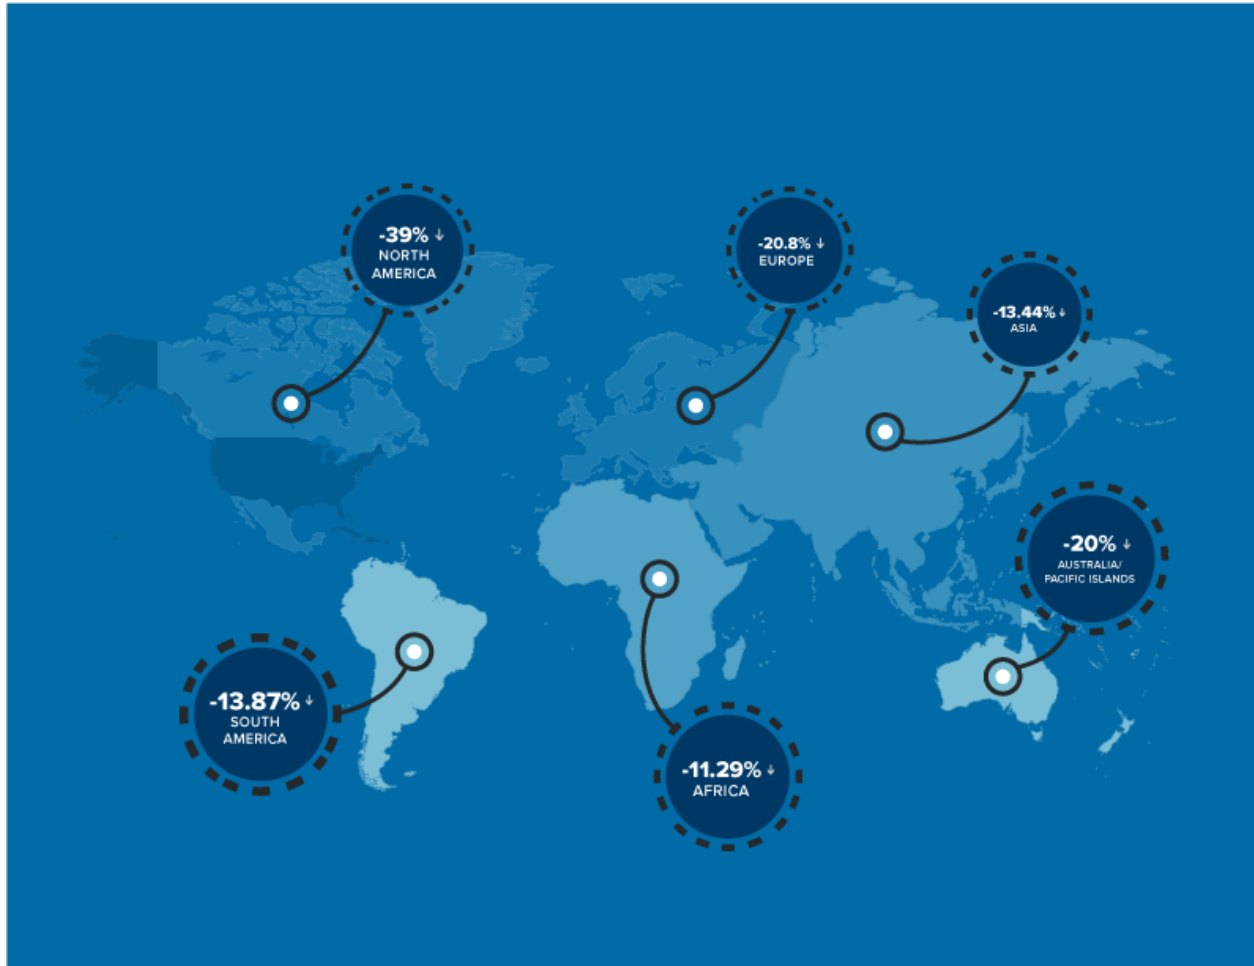 -39% ↓
NORTH
AMERICA
-20.8% ↓
EUROPE
-13.44% ↓
ASIA
-20% ↓
AUSTRALIA/
PACIFIC ISLANDS
-13.87% ↓
SOUTH
AMERICA
-11.29% ↓
AFRICA